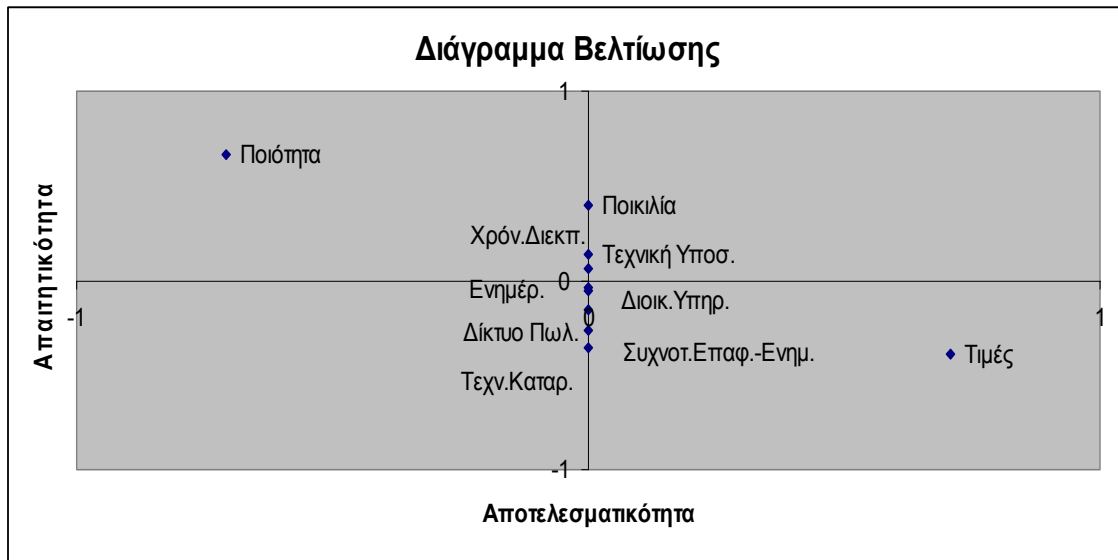 Διάγραμμα Βελτίωσης
1
Ποιότητα
Ποικιλία
Χρόν.Διεκπ.
Τεχνική Υποσ.
0
Ενημέρ.
Διοικ.Υπηρ.
-1
0
1
Δίκτυο Πωλ.
Συχνοτ.Επαφ.-Ενημ.
Τιμές
Τεχν.Καταρ.
-1
Απαιτητικότητα
Αποτελεσματικότητα